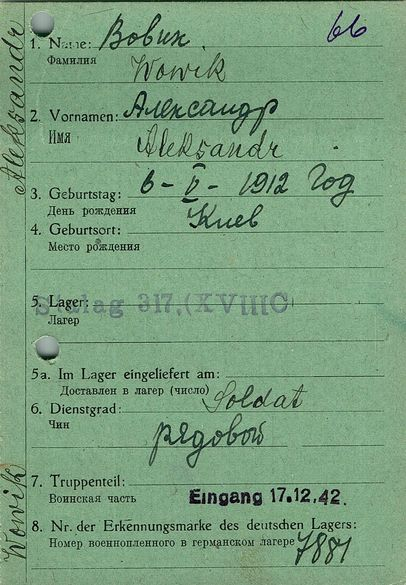 66
1. Name: Вовик
Фамилия
Wowik
2. Vornamen: Александр
Имя
Aleksandr
3. Geburtstag: 6-V-1912 Год
День рождения
Киев
4. Geburtsort:
Место рождения
5. Lager: Stalag 317.(XVIIIC)
Лагерь
5a. Im Lager eingeliefert am:
Доставлен в лагерь (число)
Soldat
6. Dienstgrad:
Чин
рядовой
7. Truppenteil:
Воинская часть
Eingang 17.12.42.
8. Nr. der Erkennungsmarke des deutschen Lagers:
Номер военнопленного в германском лагере 7881
Aleksandr
Wowik